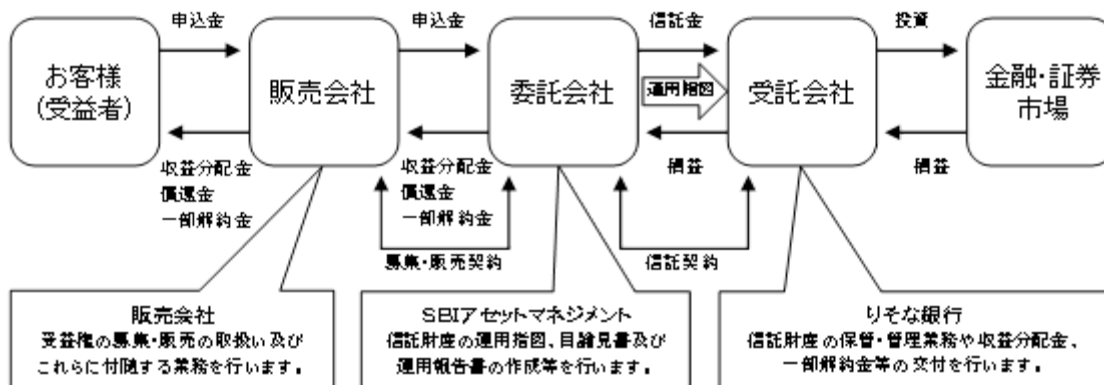 申込金
申込金
信託金
投資
お客様
(受益者)
販売会社
委託会社
運用指図
受託会社
金融・証券
市場
収益分配金
償還金
一部解約金
収益分配金
償還金
一部解約金
損益
損益
募集・販売契約
信託契約
販売会社
受益権の募集・販売の取扱い及び
これらに付随する業務を行います。
SBIアセットマネジメント
信託財産の運用指図、目論見書及び
運用報告書の作成等を行います。
りそな銀行
信託財産の保管・管理業務や収益分配金、
一部解約金等の交付を行います。